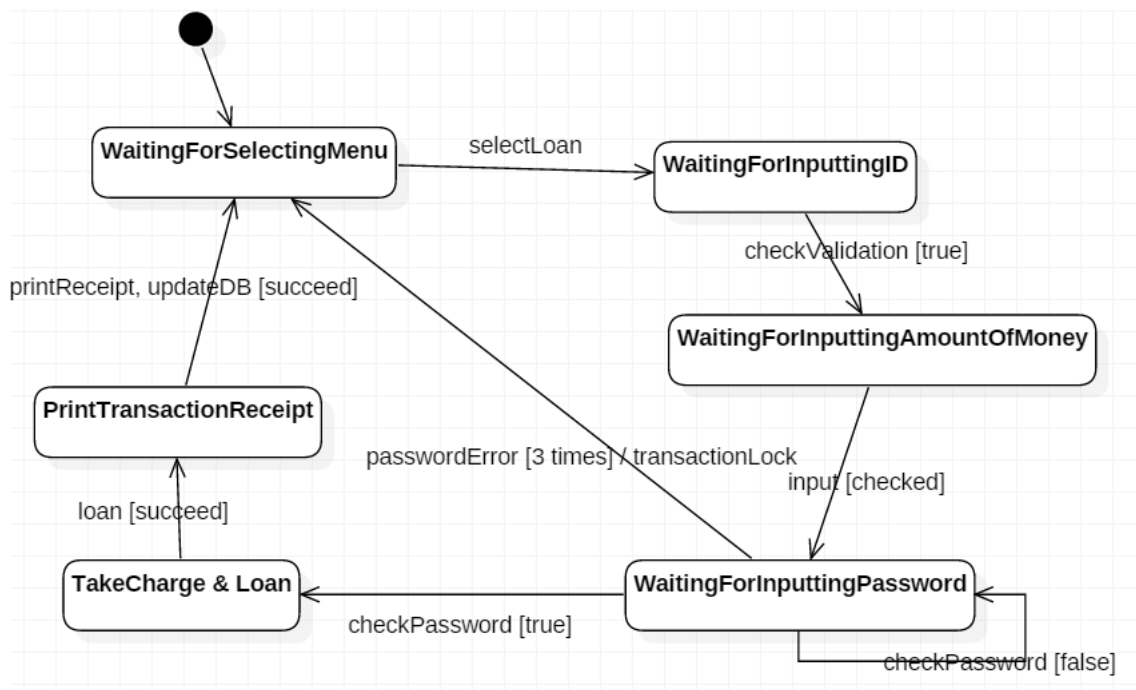 WaitingForSelectingMenu
selectLoan
WaitingForInputtingID
checkValidation [true]
printReceipt, updateDB [succeed]
WaitingForInputtingAmountOfMoney
PrintTransactionReceipt
passwordError [3 times] / transactionLock
input [checked]
loan [succeed]
TakeCharge & Loan
WaitingForInputtingPassword
checkPassword [true]
checkPassword [false]